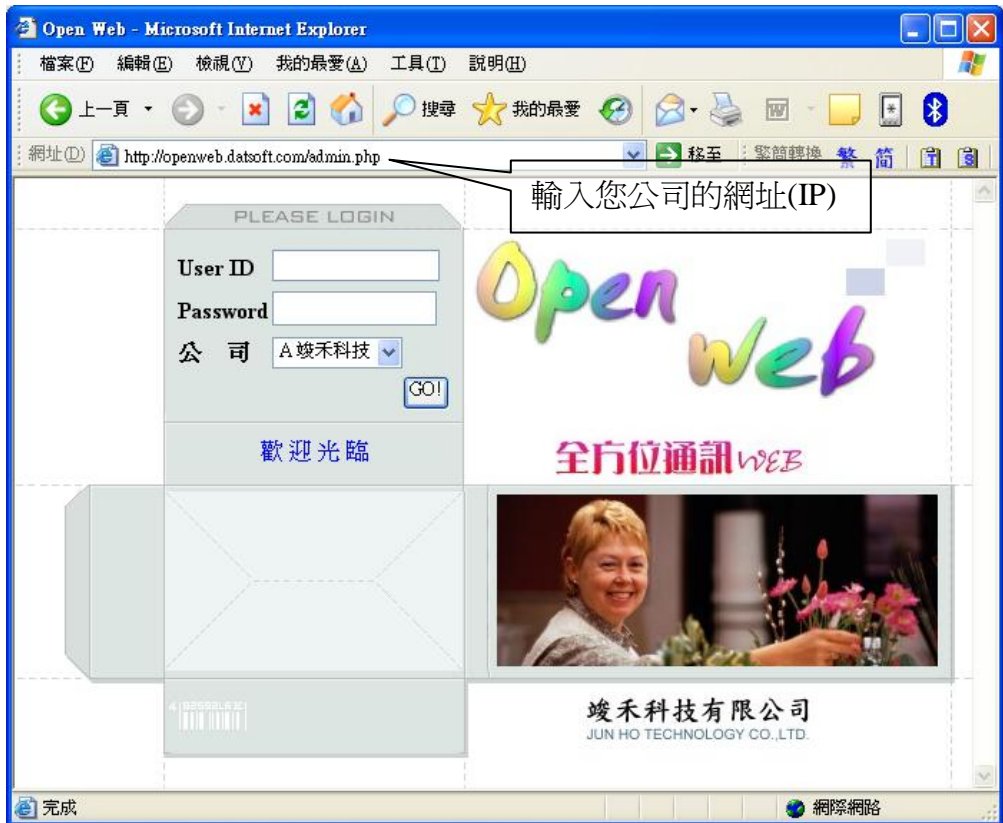 Open Web - Microsoft Internet Explorer
檔案(F) 編輯(E) 檢視(V) 我的最愛(A) 工具(T) 說明(H)
上一頁 搜尋 我的最愛
網址(D) http://openweb.datsoft.com/admin.php 移至 繁簡轉換 繁 简
輸入您公司的網址(IP)
PLEASE LOGIN
User ID
Password
公 司 A 竣禾科技
GO!
歡迎光臨
Open
Web
全方位通訊WEB
竣禾科技有限公司
JUN HO TECHNOLOGY CO.,LTD.
完成 網際網路